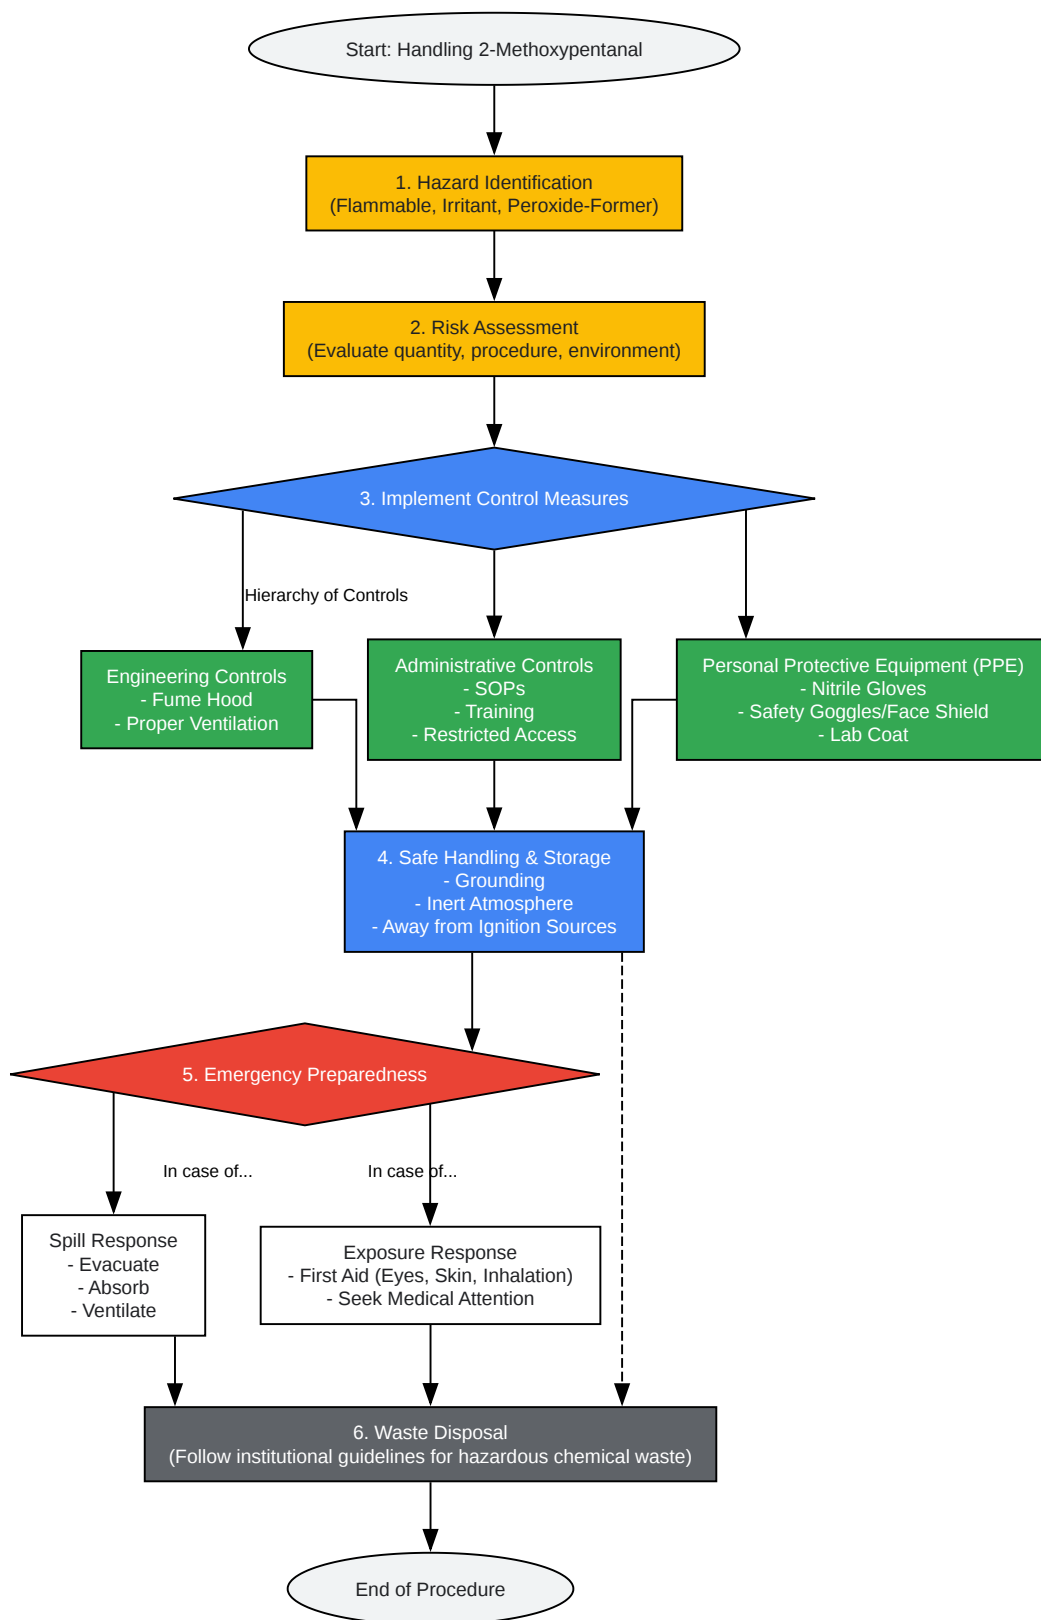 Start: Handling 2-Methoxypentanal
1. Hazard Identification
(Flammable, Irritant, Peroxide-Former)
2. Risk Assessment
(Evaluate quantity, procedure, environment)
3. Implement Control Measures
Hierarchy of Controls
Engineering Controls
- Fume Hood
- Proper Ventilation
Administrative Controls
- SOPs
- Training
- Restricted Access
Personal Protective Equipment (PPE)
- Nitrile Gloves
- Safety Goggles/Face Shield
- Lab Coat
4. Safe Handling & Storage
- Grounding
- Inert Atmosphere
- Away from Ignition Sources
5. Emergency Preparedness
In case of...
In case of...
Spill Response
- Evacuate
- Absorb
- Ventilate
Exposure Response
- First Aid (Eyes, Skin, Inhalation)
- Seek Medical Attention
6. Waste Disposal
(Follow institutional guidelines for hazardous chemical waste)
End of Procedure